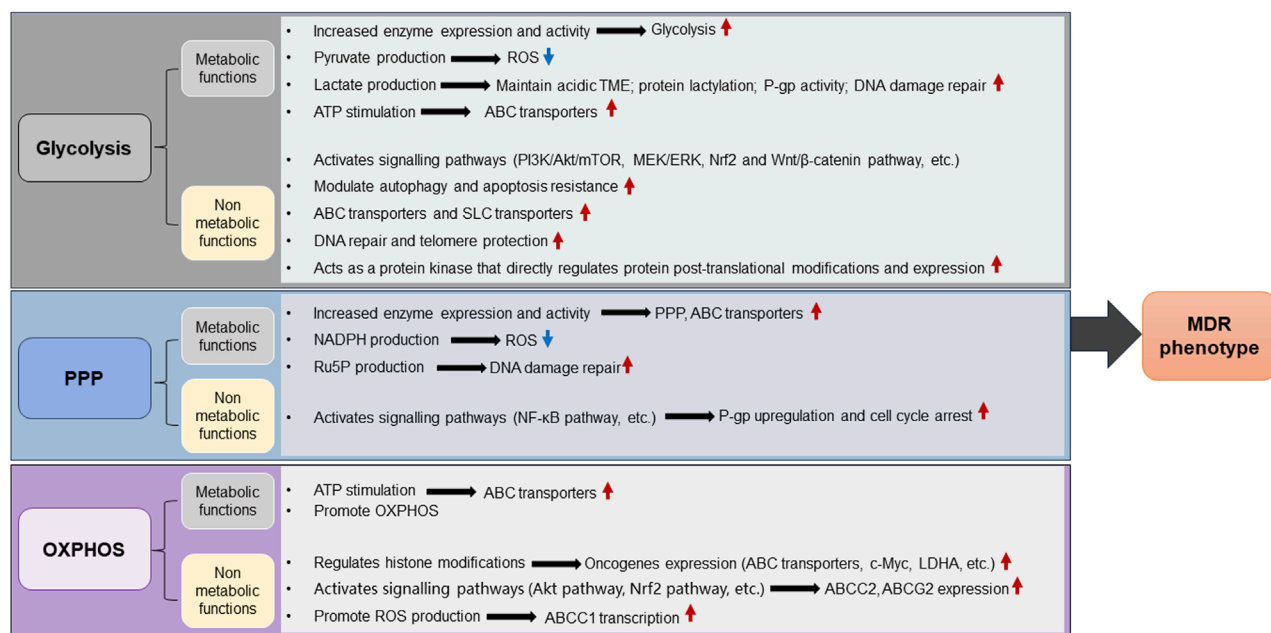 Glycolysis
Metabolic
functions
• Increased enzyme expression and activity Glycolysis
• Pyruvate production ROS
• Lactate production Maintain acidic TME; protein lactylation; P-gp activity; DNA damage repair
• ATP stimulation ABC transporters
Non
metabolic
functions
• Activates signalling pathways (PI3K/Akt/mTOR, MEK/ERK, Nrf2 and Wnt/β-catenin pathway, etc.)
• Modulate autophagy and apoptosis resistance
• ABC transporters and SLC transporters
• DNA repair and telomere protection
• Acts as a protein kinase that directly regulates protein post-translational modifications and expression
PPP
Metabolic
functions
• Increased enzyme expression and activity PPP, ABC transporters
• NADPH production ROS
• Ru5P production DNA damage repair
Non
metabolic
functions
• Activates signalling pathways (NF-κB pathway, etc.) P-gp upregulation and cell cycle arrest
OXPHOS
Metabolic
functions
• ATP stimulation ABC transporters
• Promote OXPHOS
Non
metabolic
functions
• Regulates histone modifications Oncogenes expression (ABC transporters, c-Myc, LDHA, etc.)
• Activates signalling pathways (Akt pathway, Nrf2 pathway, etc.) ABCC2, ABCG2 expression
• Promote ROS production ABCC1 transcription
MDR
phenotype